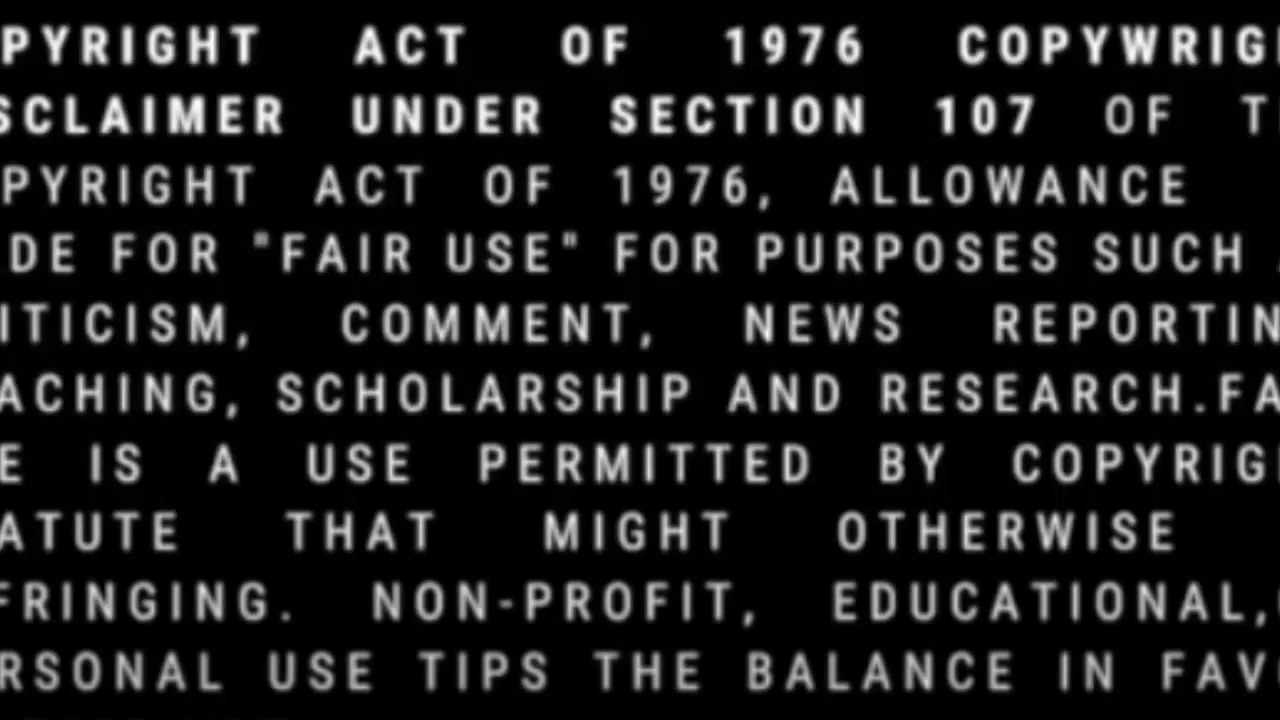 PYRIGHT ACT OF 1976 COPYWRIG
SCLAIMER UNDER SECTION 107 OF T
PYRIGHT ACT OF 1976, ALLOWANCE
DE FOR "FAIR USE" FOR PURPOSES SUCH
ITICISM, COMMENT, NEWS REPORTIN
ACHING, SCHOLARSHIP AND RESEARCH.FA
E IS A USE PERMITTED BY COPYRIG
ATUTE THAT MIGHT OTHERWISE
FRINGING. NON-PROFIT, EDUCATIONAL,
RSONAL USE TIPS THE BALANCE IN FAV